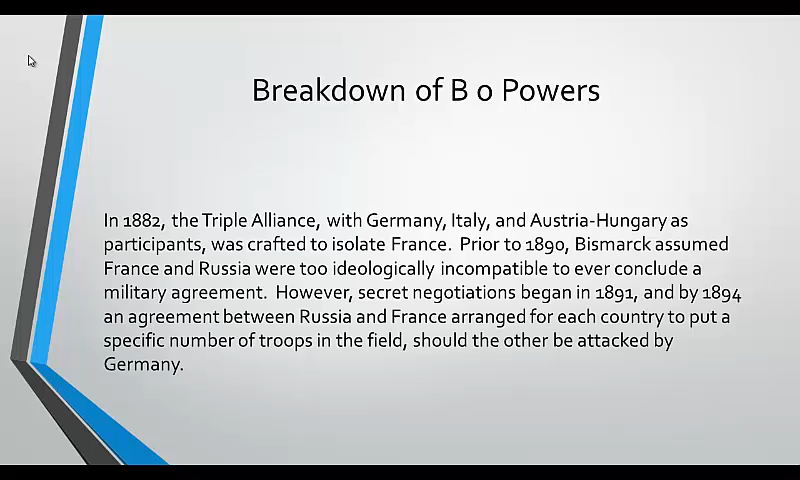 Breakdown of B o Powers
In 1882, the Triple Alliance, with Germany, Italy, and Austria-Hungary as
participants, was crafted to isolate France. Prior to 1890, Bismarck assumed
France and Russia were too ideologically incompatible to ever conclude a
military agreement. However, secret negotiations began in 1891, and by 1894
an agreement between Russia and France arranged for each country to put a
specific number of troops in the field, should the other be attacked by
Germany.